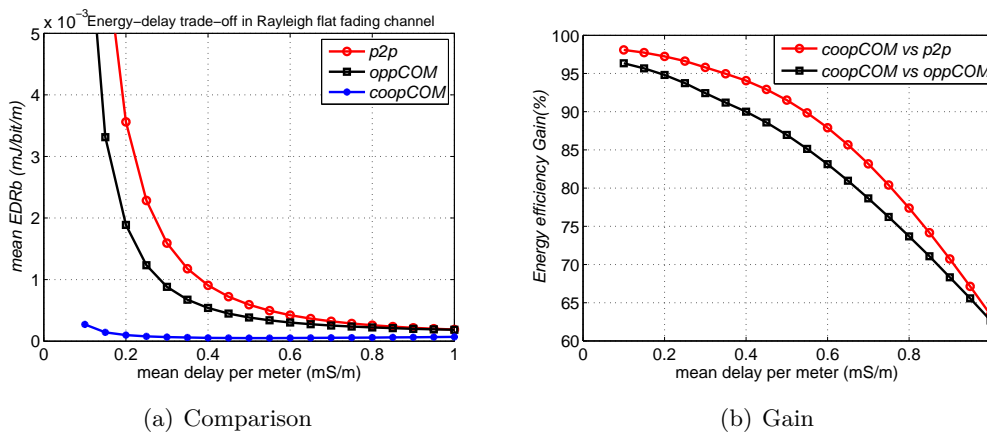 x 10⁻³ Energy−delay trade−off in Rayleigh flat fading channel
5
4
3
2
1
0
mean EDRb (mJ/bit/m)
p2p
oppCOM
coopCOM
0 0.2 0.4 0.6 0.8 1
mean delay per meter (mS/m)
(a) Comparison
100
95
90
85
80
75
70
65
60
Energy efficiency Gain(%)
coopCOM vs p2p
coopCOM vs oppCOM
0 0.2 0.4 0.6 0.8
mean delay per meter (mS/m)
(b) Gain